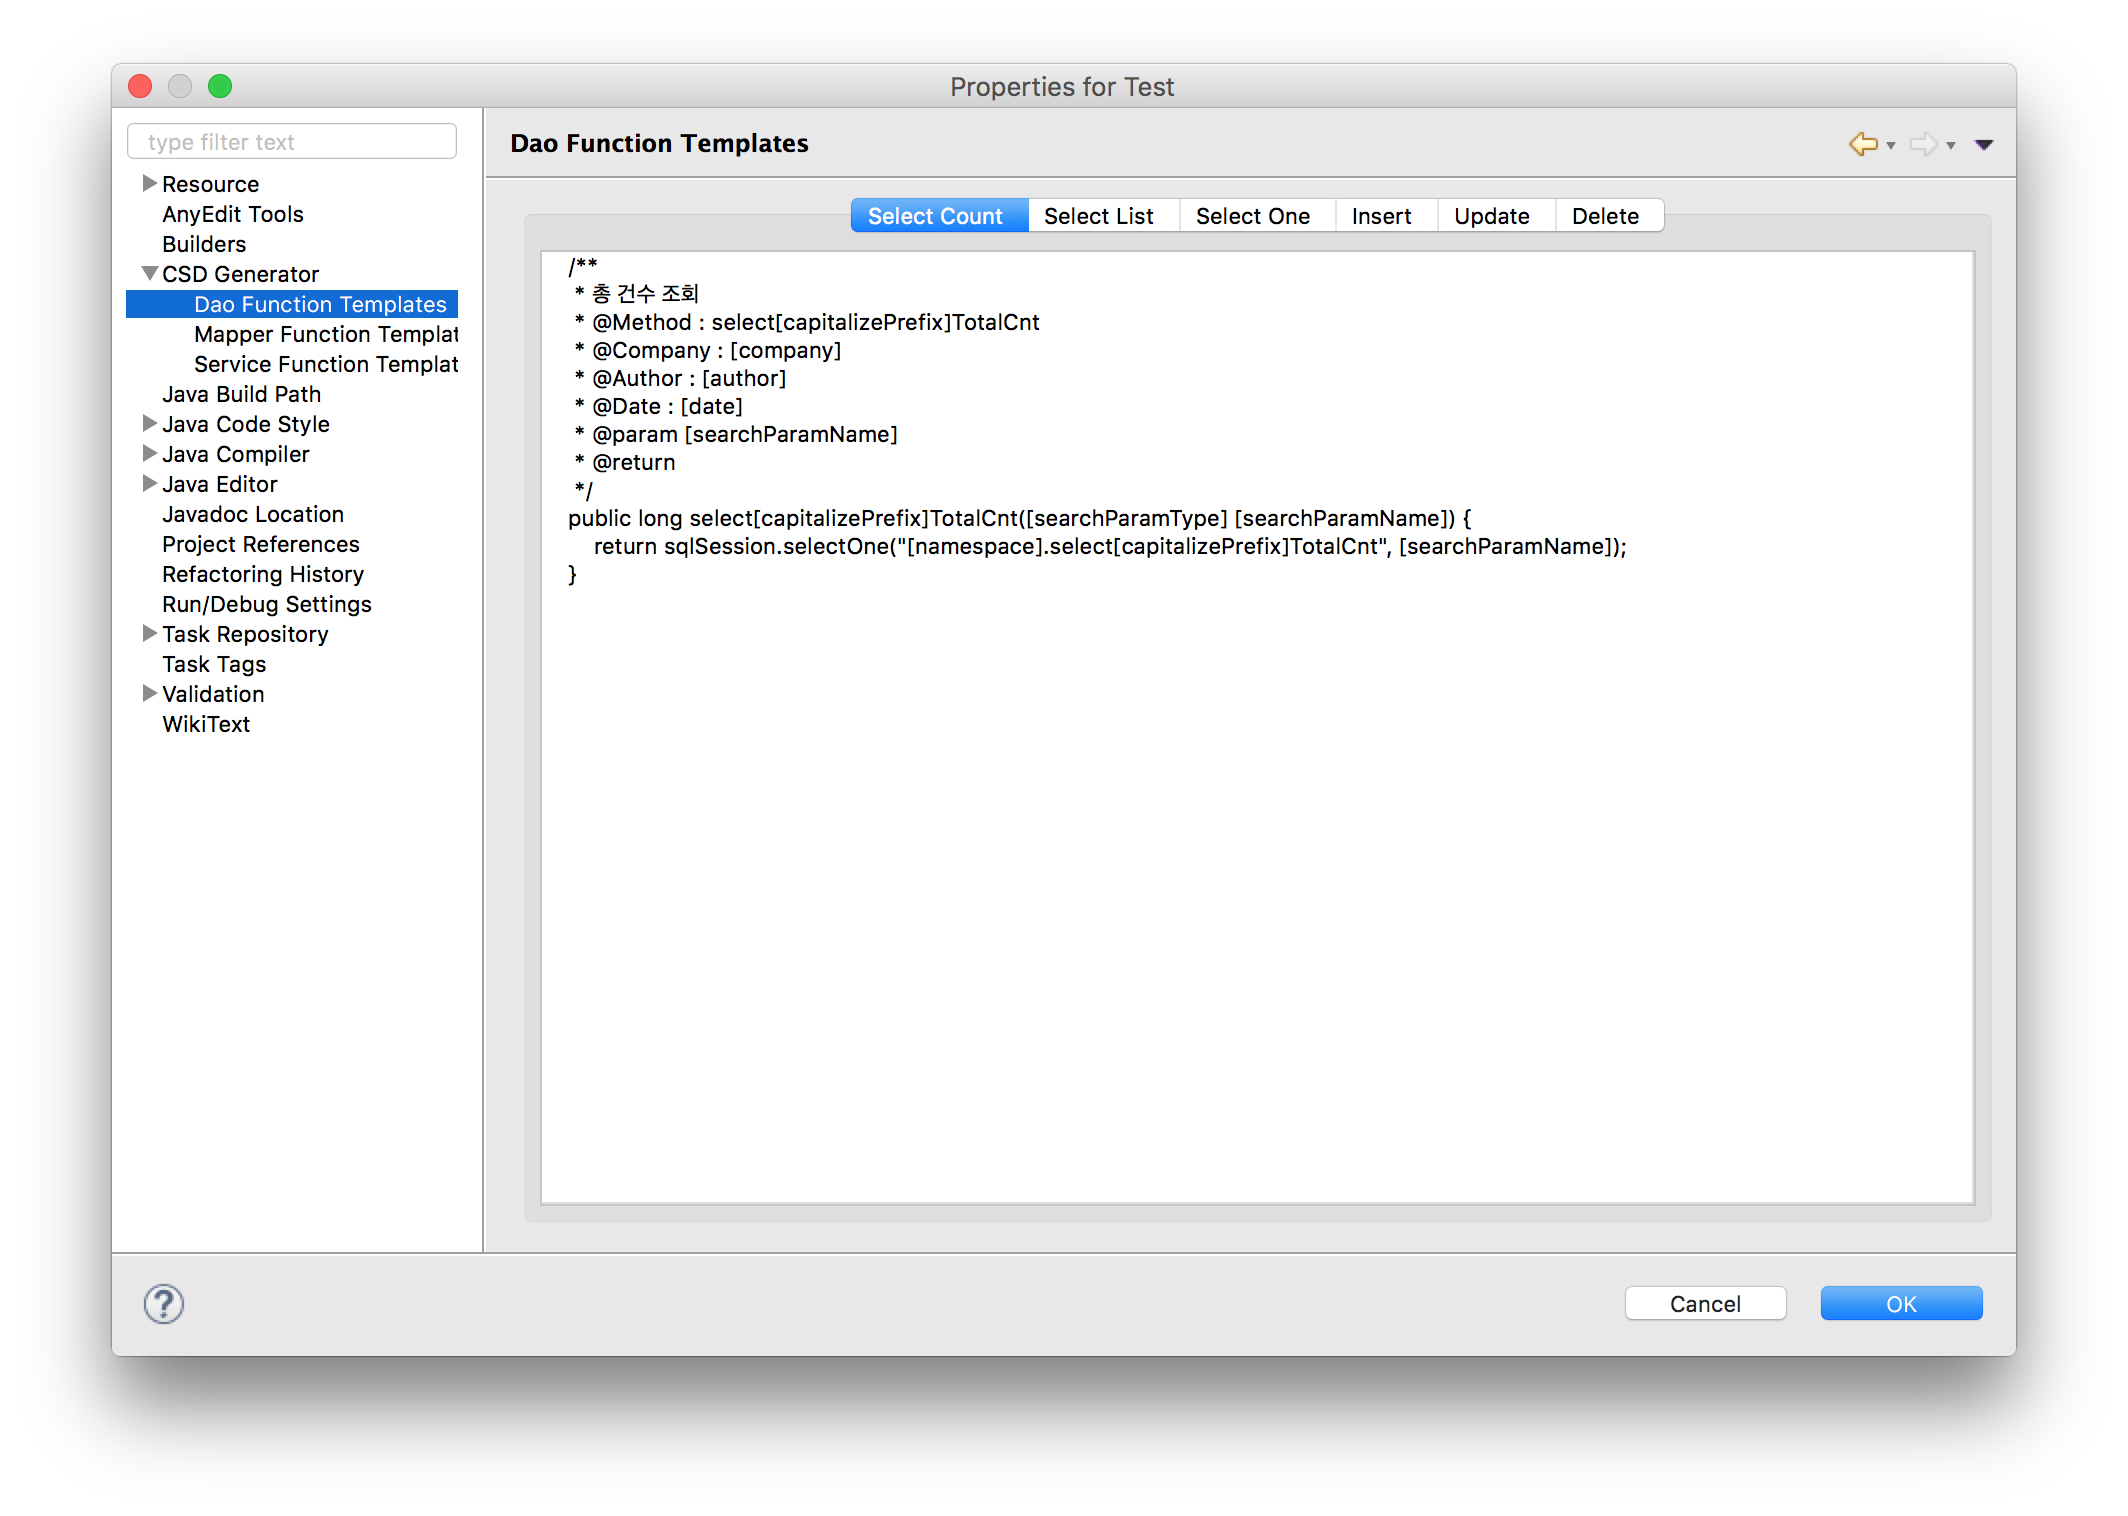 Properties for Test
type filter text
Resource
AnyEdit Tools
Builders
CSD Generator
Dao Function Templates
Mapper Function Templat
Service Function Templat
Java Build Path
Java Code Style
Java Compiler
Java Editor
Javadoc Location
Project References
Refactoring History
Run/Debug Settings
Task Repository
Task Tags
Validation
WikiText
Dao Function Templates
Select Count Select List Select One Insert Update Delete
/**
 * 총 건수 조회
 * @Method : select[capitalizePrefix]TotalCnt
 * @Company : [company]
 * @Author : [author]
 * @Date : [date]
 * @param [searchParamName]
 * @return
 */
public long select[capitalizePrefix]TotalCnt([searchParamType] [searchParamName]) {
    return sqlSession.selectOne("[namespace].select[capitalizePrefix]TotalCnt", [searchParamName]);
}
?
Cancel OK